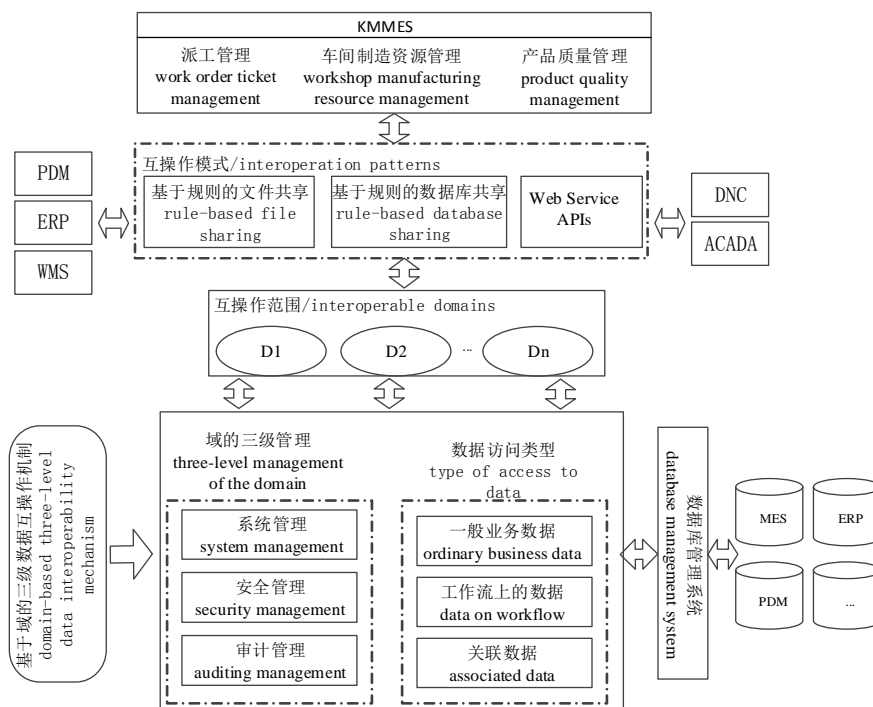 KMMES
派工管理
work order ticket
management
车间制造资源管理
workshop manufacturing
resource management
产品质量管理
product quality
management
PDM
ERP
WMS
互操作模式/interoperation patterns
基于规则的文件共享
rule-based file
sharing
基于规则的数据库共享
rule-based database
sharing
Web Service
APIs
DNC
ACADA
互操作范围/interoperable domains
D1
D2
...
Dn
基于域的三级数据互操作机制
domain-based three-level
data interoperability
mechanism
域的三级管理
three-level management
of the domain
系统管理
system management
安全管理
security management
审计管理
auditing management
数据访问类型
type of access to
data
一般业务数据
ordinary business data
工作流上的数据
data on workflow
关联数据
associated data
数据库管理系统
database management system
MES
ERP
PDM
...